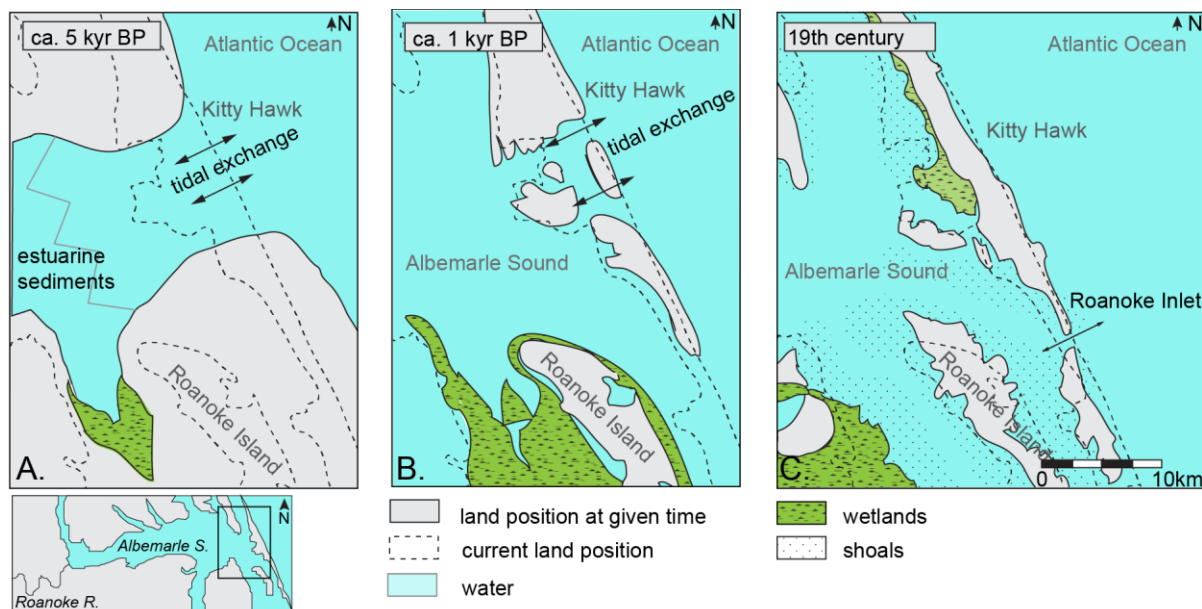 N
ca. 5 kyr BP
Atlantic Ocean
Kitty Hawk
tidal exchange
estuarine
sediments
Roanoke Island
A.
N
ca. 1 kyr BP
Atlantic Ocean
Kitty Hawk
tidal exchange
Albemarle Sound
Roanoke Island
B.
N
19th century
Atlantic Ocean
Kitty Hawk
Albemarle Sound
Roanoke Inlet
Roanoke Island
C.
0 10km
N
Albemarle S.
Roanoke R.
land position at given time
current land position
water
wetlands
shoals